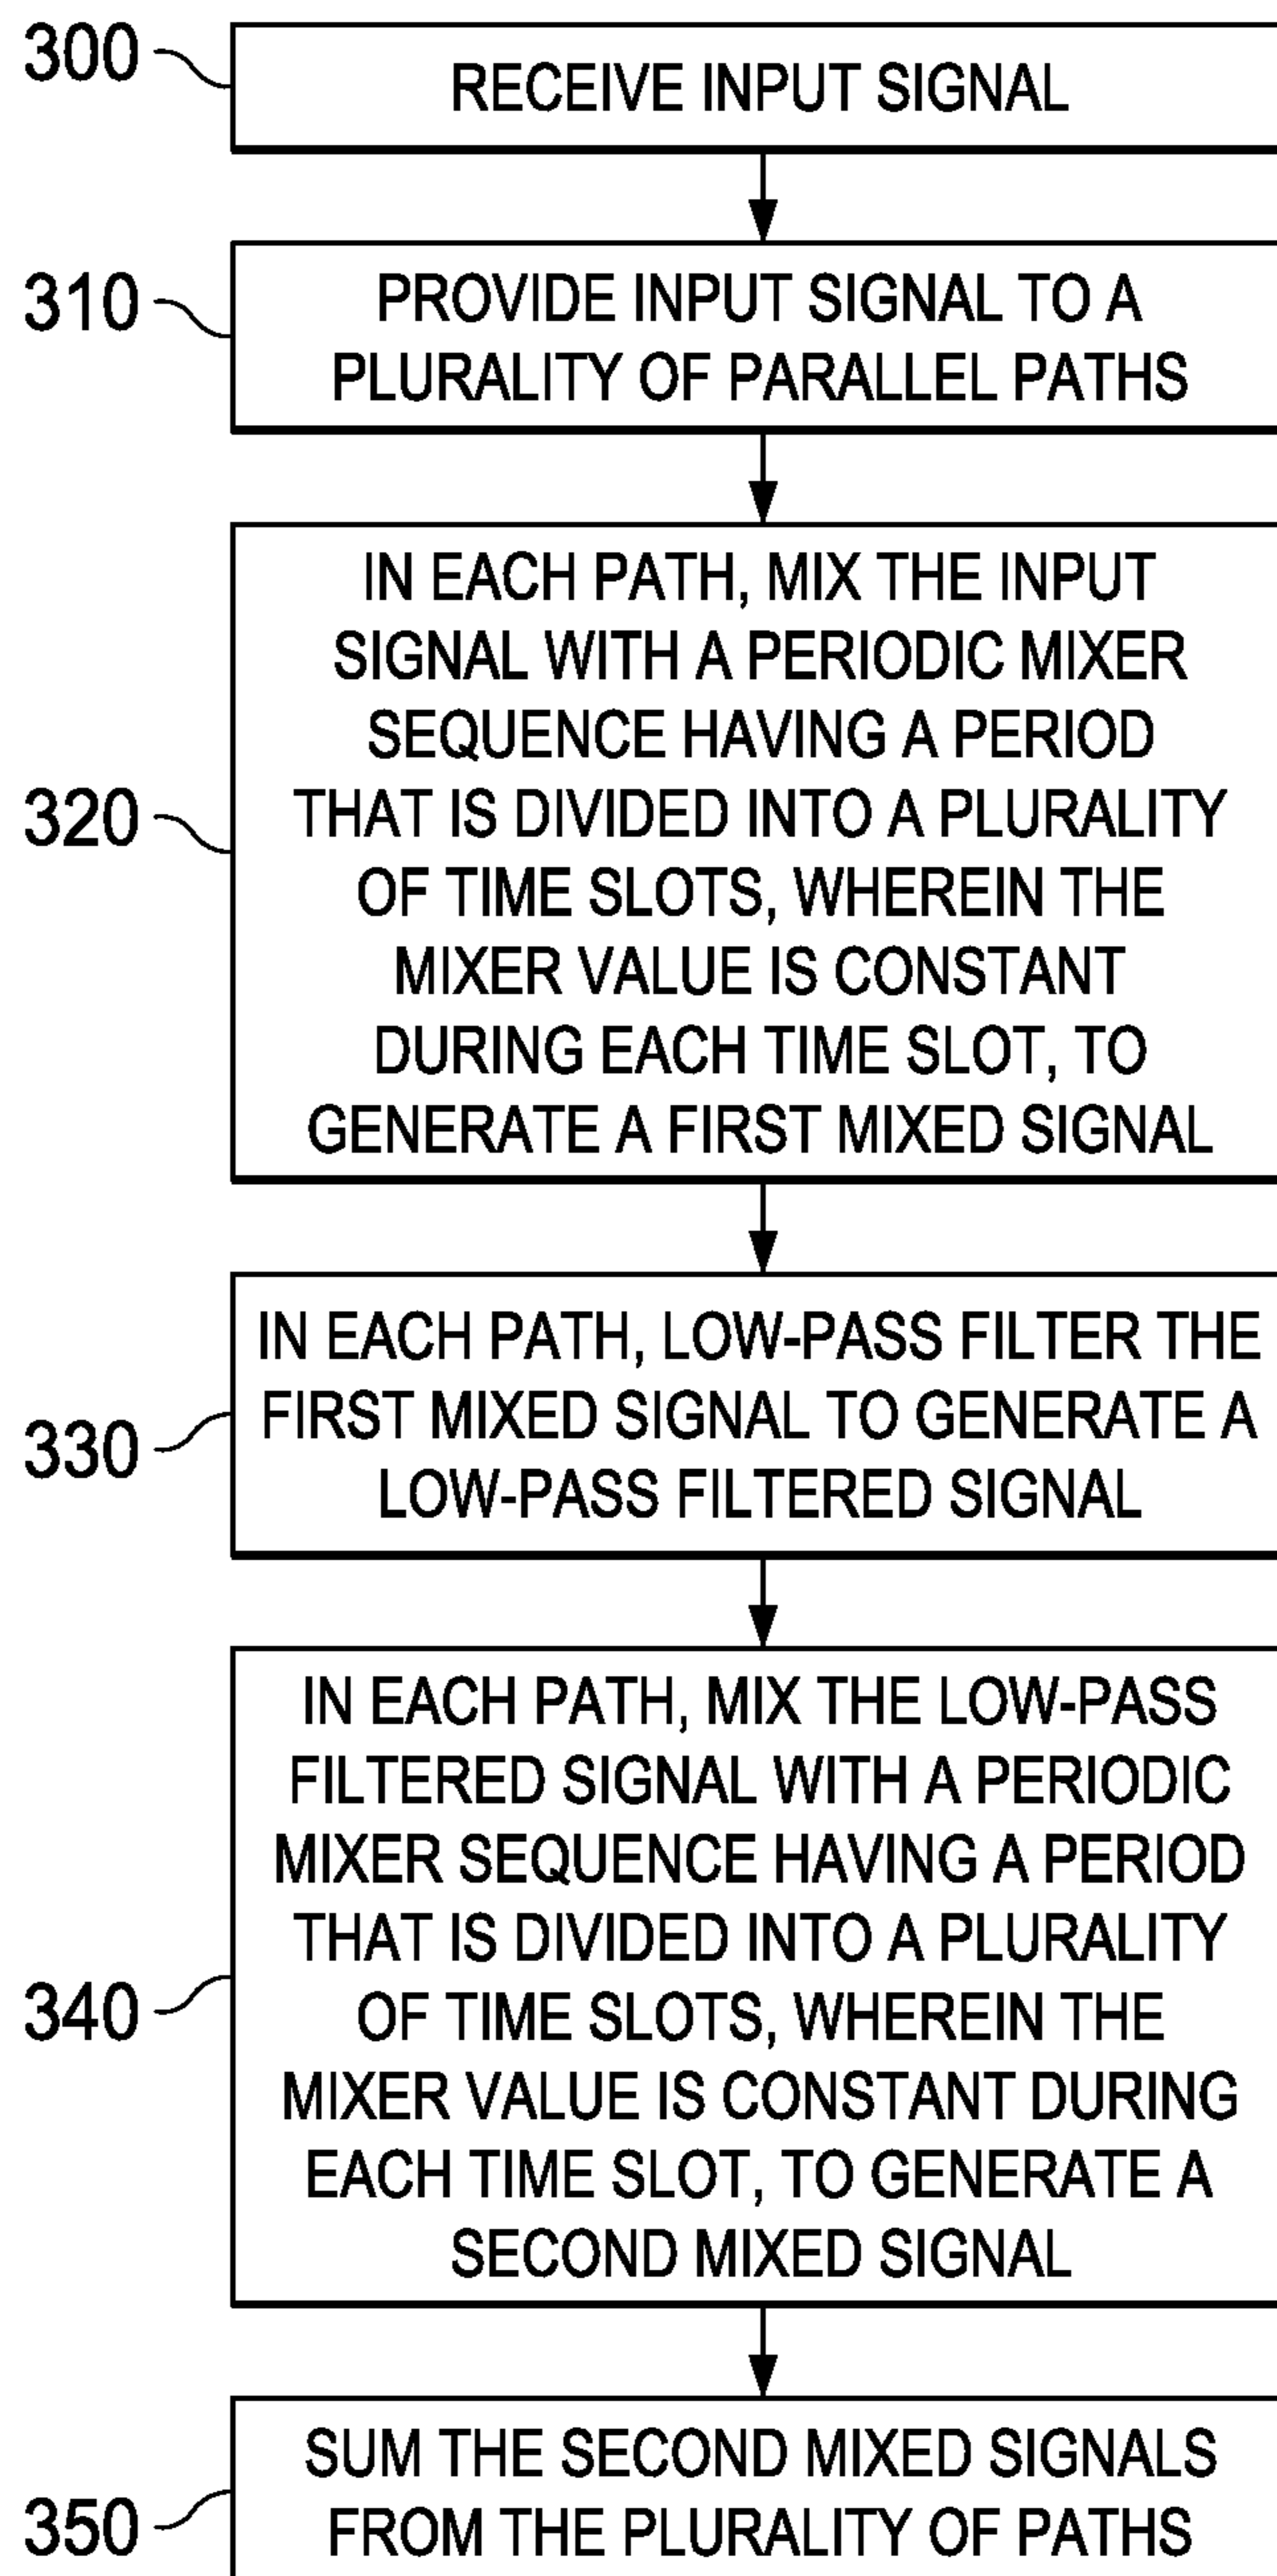 300
RECEIVE INPUT SIGNAL
310
PROVIDE INPUT SIGNAL TO A
PLURALITY OF PARALLEL PATHS
320
IN EACH PATH, MIX THE INPUT
SIGNAL WITH A PERIODIC MIXER
SEQUENCE HAVING A PERIOD
THAT IS DIVIDED INTO A PLURALITY
OF TIME SLOTS, WHEREIN THE
MIXER VALUE IS CONSTANT
DURING EACH TIME SLOT, TO
GENERATE A FIRST MIXED SIGNAL
330
IN EACH PATH, LOW-PASS FILTER THE
FIRST MIXED SIGNAL TO GENERATE A
LOW-PASS FILTERED SIGNAL
340
IN EACH PATH, MIX THE LOW-PASS
FILTERED SIGNAL WITH A PERIODIC
MIXER SEQUENCE HAVING A PERIOD
THAT IS DIVIDED INTO A PLURALITY
OF TIME SLOTS, WHEREIN THE
MIXER VALUE IS CONSTANT DURING
EACH TIME SLOT, TO GENERATE A
SECOND MIXED SIGNAL
350
SUM THE SECOND MIXED SIGNALS
FROM THE PLURALITY OF PATHS